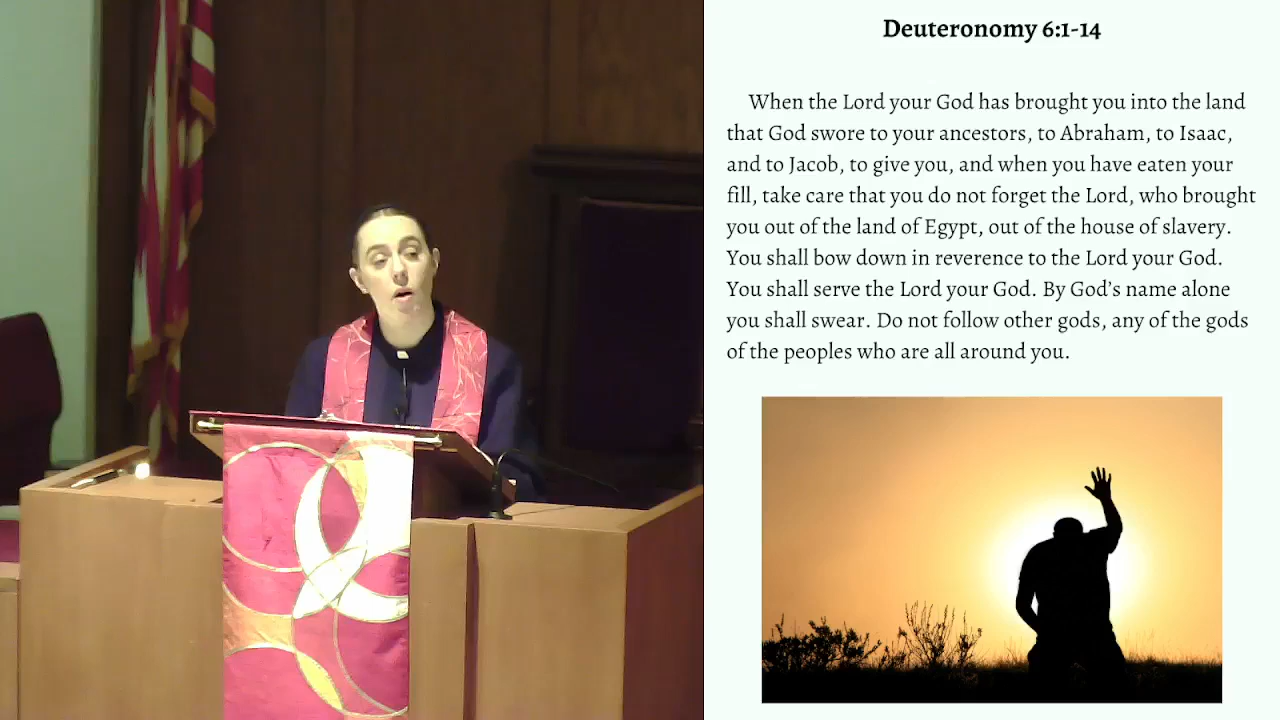 Deuteronomy 6:1-14
When the Lord your God has brought you into the land
that God swore to your ancestors, to Abraham, to Isaac,
and to Jacob, to give you, and when you have eaten your
fill, take care that you do not forget the Lord, who brought
you out of the land of Egypt, out of the house of slavery.
You shall bow down in reverence to the Lord your God.
You shall serve the Lord your God. By God’s name alone
you shall swear. Do not follow other gods, any of the gods
of the peoples who are all around you.